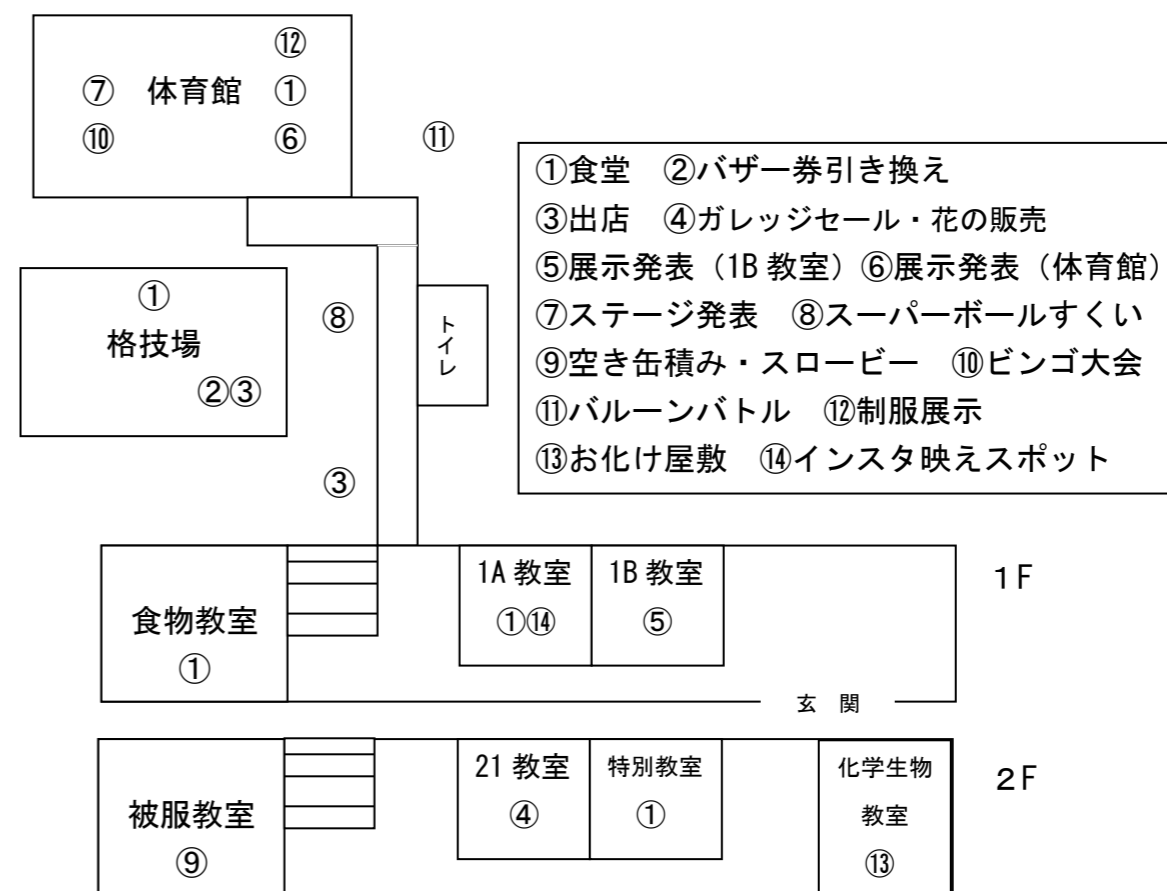 ⑫
⑦ 体育館 ①
⑩ ⑥
⑪
①食堂 ②バザー券引き換え
③出店 ④ガレッジセール・花の販売
⑤展示発表(1B教室)⑥展示発表(体育館)
⑦ステージ発表 ⑧スーパーボールすくい
⑨空き缶積み・スロービー ⑩ビンゴ大会
⑪バルーンバトル ⑫制服展示
⑬お化け屋敷 ⑭インスタ映えスポット
①
格技場
②③
⑧
トイレ
③
食物教室
①
1A教室
①⑭
1B教室
⑤
1F
玄関
被服教室
⑨
21教室
④
特別教室
①
化学生物
教室
⑬
2F